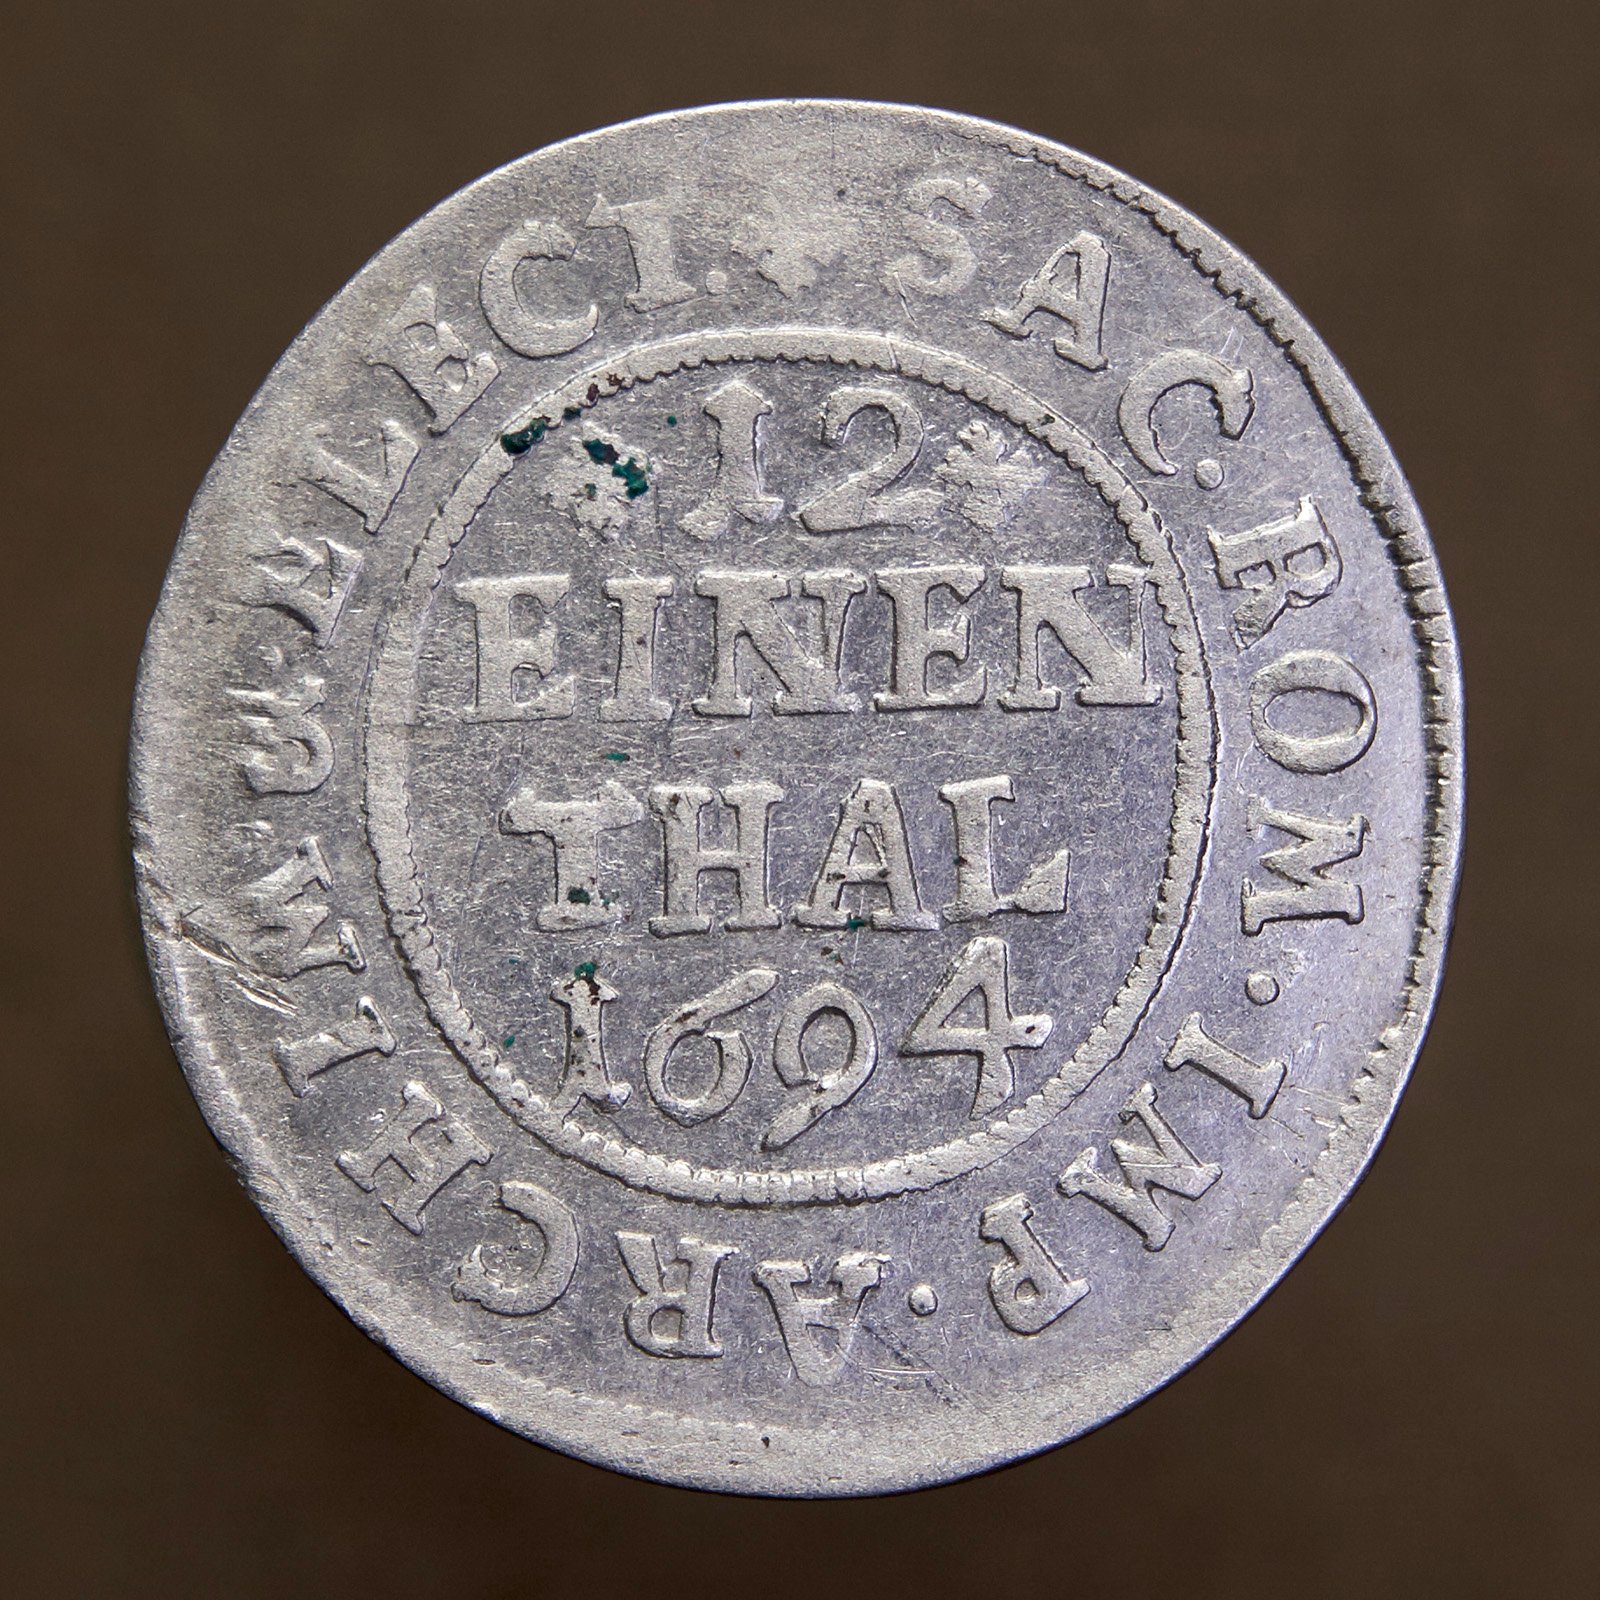 SAC. ROM. IMP. ARCHIM. &. ELECT.
12
EINEN
THAL
1694